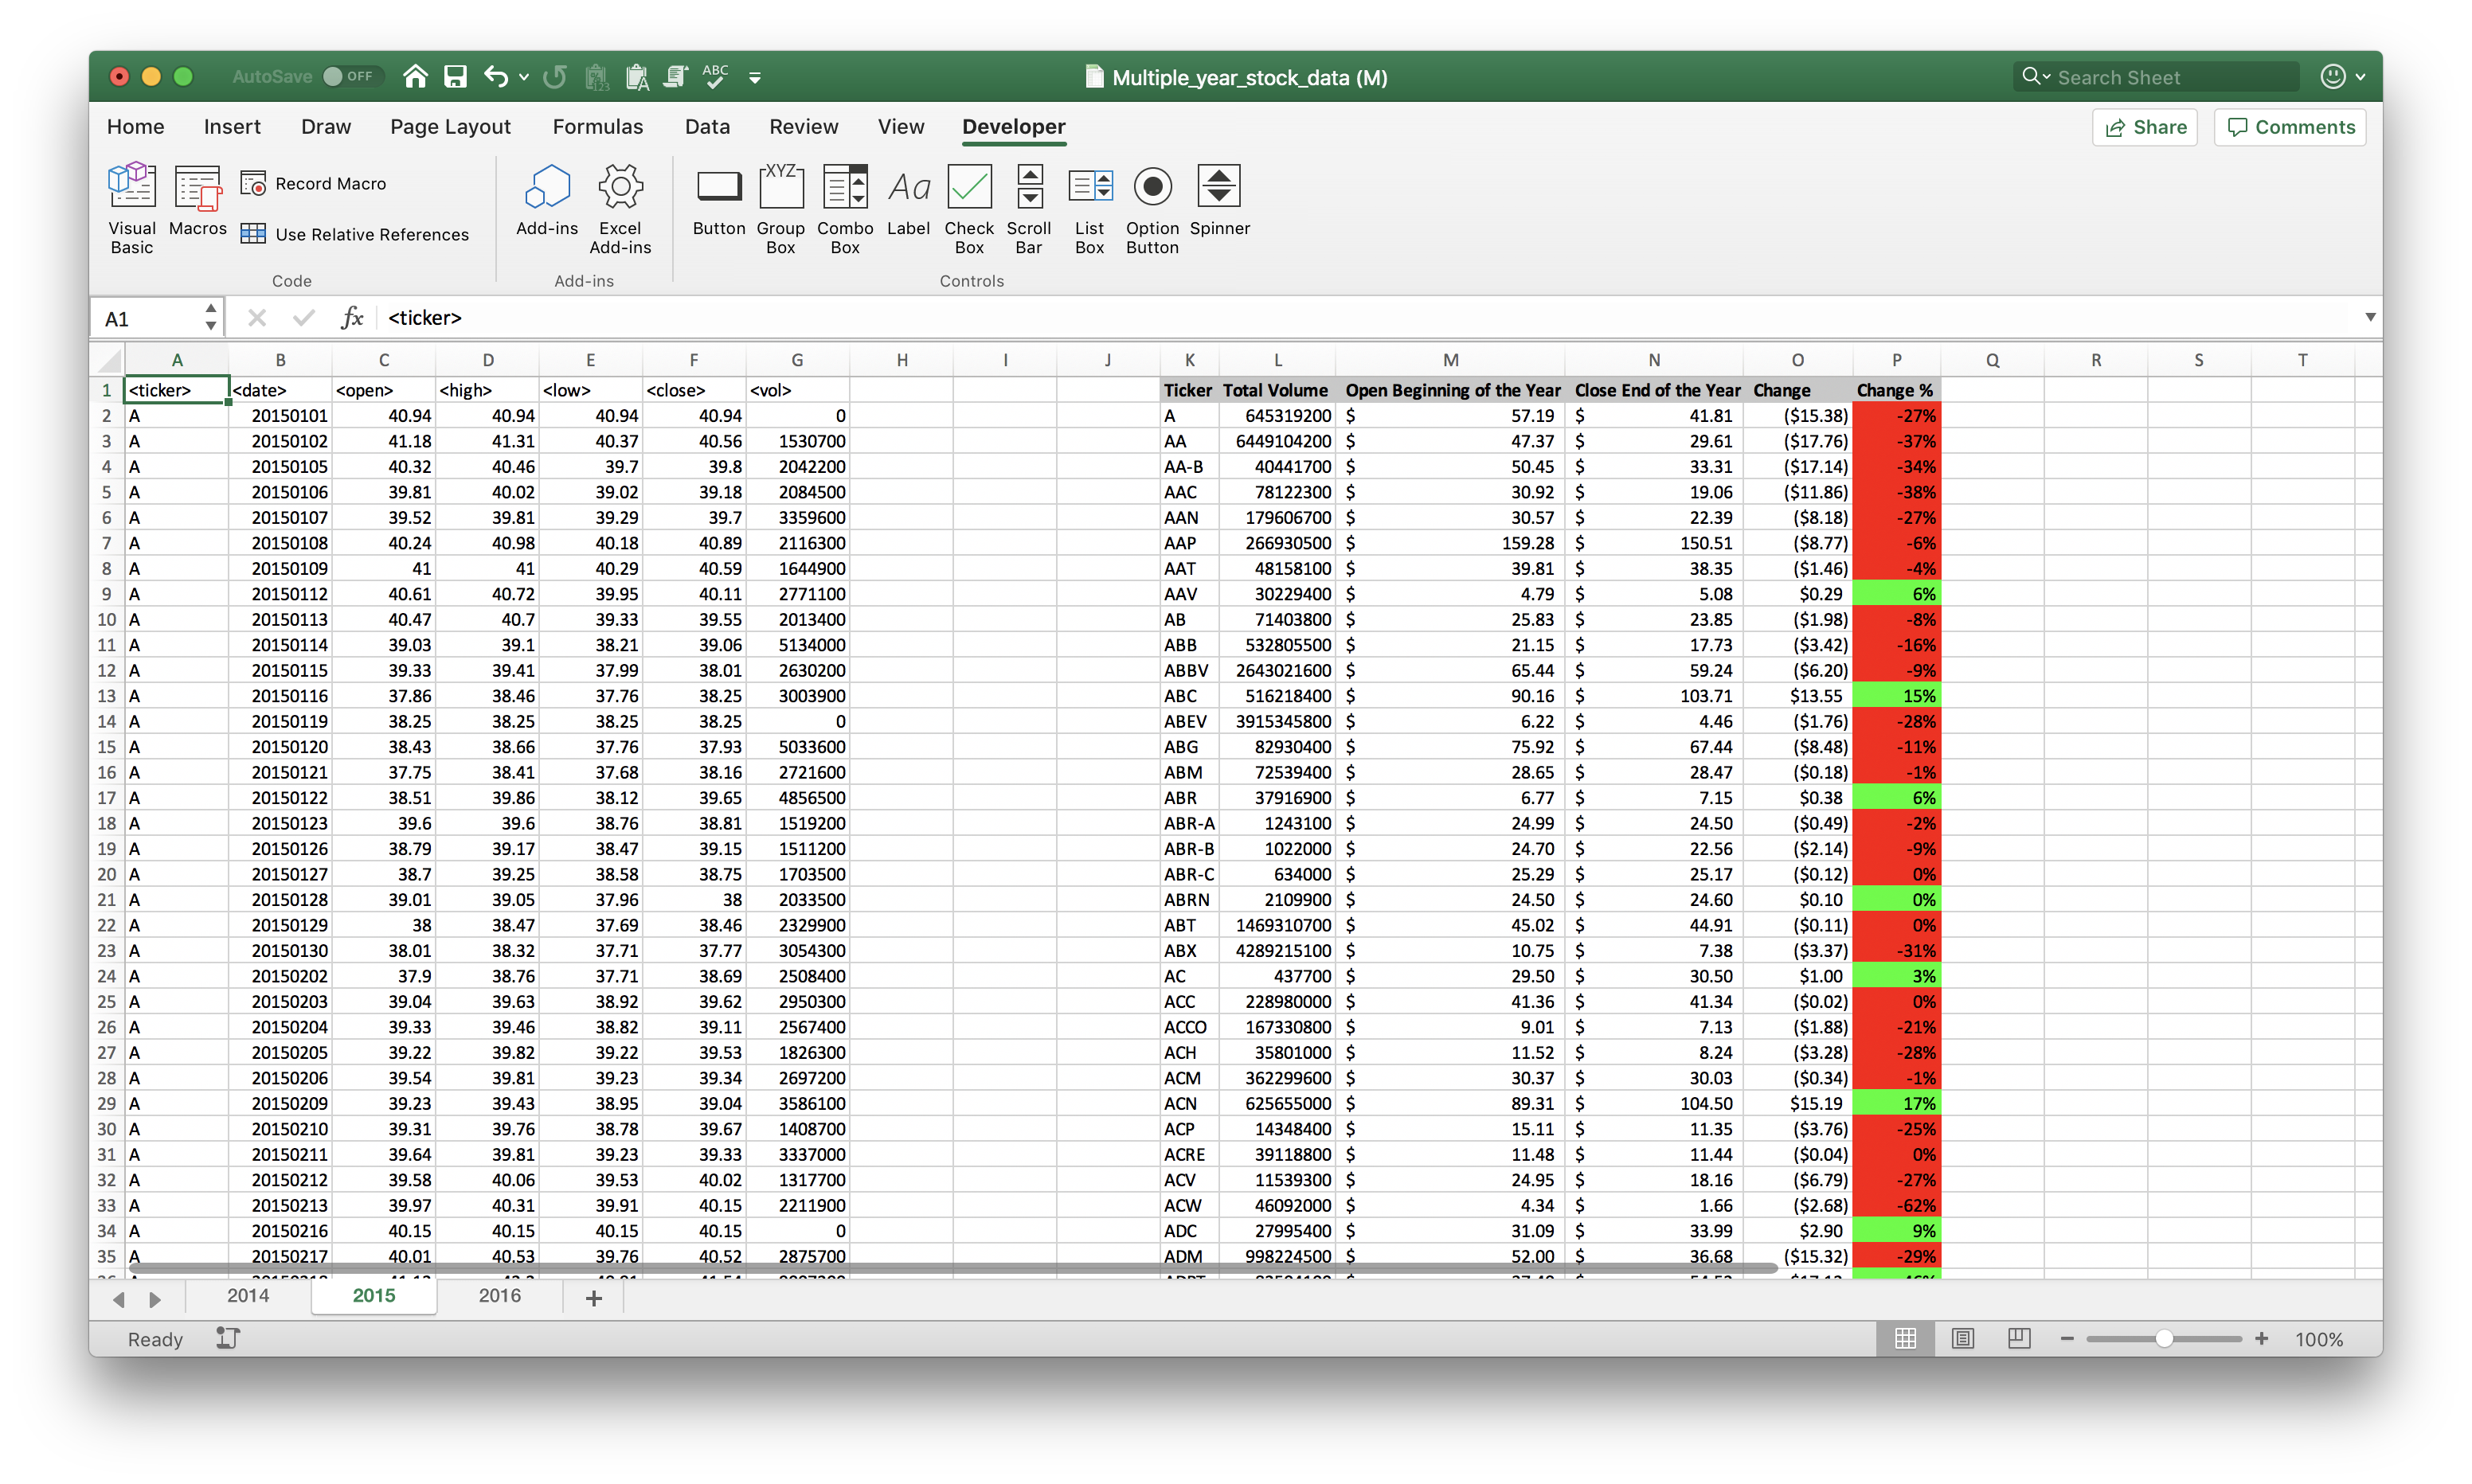 AutoSave OFF ABC Multiple_year_stock_data (M) Search Sheet
Home Insert Draw Page Layout Formulas Data Review View Developer Share Comments
Visual Basic Macros Record Macro Use Relative References Add-ins Excel Add-ins Button XYZ Group Box Combo Box Aa Label Check Box Scroll Bar List Box Option Button Spinner
Code Add-ins Controls
A1 fx <ticker>
A B C D E F G H I J K L M N O P Q R S T
1 <ticker> <date> <open> <high> <low> <close> <vol> Ticker Total Volume Open Beginning of the Year Close End of the Year Change Change %
2 A 20150101 40.94 40.94 40.94 40.94 0 A 645319200 $ 57.19 $ 41.81 ($15.38) -27%
3 A 20150102 41.18 41.31 40.37 40.56 1530700 AA 6449104200 $ 47.37 $ 29.61 ($17.76) -37%
4 A 20150105 40.32 40.46 39.7 39.8 2042200 AA-B 40441700 $ 50.45 $ 33.31 ($17.14) -34%
5 A 20150106 39.81 40.02 39.02 39.18 2084500 AAC 78122300 $ 30.92 $ 19.06 ($11.86) -38%
6 A 20150107 39.52 39.81 39.29 39.7 3359600 AAN 179606700 $ 30.57 $ 22.39 ($8.18) -27%
7 A 20150108 40.24 40.98 40.18 40.89 2116300 AAP 266930500 $ 159.28 $ 150.51 ($8.77) -6%
8 A 20150109 41 41 40.29 40.59 1644900 AAT 48158100 $ 39.81 $ 38.35 ($1.46) -4%
9 A 20150112 40.61 40.72 39.95 40.11 2771100 AAV 30229400 $ 4.79 $ 5.08 $0.29 6%
10 A 20150113 40.47 40.7 39.33 39.55 2013400 AB 71403800 $ 25.83 $ 23.85 ($1.98) -8%
11 A 20150114 39.03 39.1 38.21 39.06 5134000 ABB 532805500 $ 21.15 $ 17.73 ($3.42) -16%
12 A 20150115 39.33 39.41 37.99 38.01 2630200 ABBV 2643021600 $ 65.44 $ 59.24 ($6.20) -9%
13 A 20150116 37.86 38.46 37.76 38.25 3003900 ABC 516218400 $ 90.16 $ 103.71 $13.55 15%
14 A 20150119 38.25 38.25 38.25 38.25 0 ABEV 3915345800 $ 6.22 $ 4.46 ($1.76) -28%
15 A 20150120 38.43 38.66 37.76 37.93 5033600 ABG 82930400 $ 75.92 $ 67.44 ($8.48) -11%
16 A 20150121 37.75 38.41 37.68 38.16 2721600 ABM 72539400 $ 28.65 $ 28.47 ($0.18) -1%
17 A 20150122 38.51 39.86 38.12 39.65 4856500 ABR 37916900 $ 6.77 $ 7.15 $0.38 6%
18 A 20150123 39.6 39.6 38.76 38.81 1519200 ABR-A 1243100 $ 24.99 $ 24.50 ($0.49) -2%
19 A 20150126 38.79 39.17 38.47 39.15 1511200 ABR-B 1022000 $ 24.70 $ 22.56 ($2.14) -9%
20 A 20150127 38.7 39.25 38.58 38.75 1703500 ABR-C 634000 $ 25.29 $ 25.17 ($0.12) 0%
21 A 20150128 39.01 39.05 37.96 38 2033500 ABRN 2109900 $ 24.50 $ 24.60 $0.10 0%
22 A 20150129 38 38.47 37.69 38.46 2329900 ABT 1469310700 $ 45.02 $ 44.91 ($0.11) 0%
23 A 20150130 38.01 38.32 37.71 37.77 3054300 ABX 4289215100 $ 10.75 $ 7.38 ($3.37) -31%
24 A 20150202 37.9 38.76 37.71 38.69 2508400 AC 437700 $ 29.50 $ 30.50 $1.00 3%
25 A 20150203 39.04 39.63 38.92 39.62 2950300 ACC 228980000 $ 41.36 $ 41.34 ($0.02) 0%
26 A 20150204 39.33 39.46 38.82 39.11 2567400 ACCO 167330800 $ 9.01 $ 7.13 ($1.88) -21%
27 A 20150205 39.22 39.82 39.22 39.53 1826300 ACH 35801000 $ 11.52 $ 8.24 ($3.28) -28%
28 A 20150206 39.54 39.81 39.23 39.34 2697200 ACM 362299600 $ 30.37 $ 30.03 ($0.34) -1%
29 A 20150209 39.23 39.43 38.95 39.04 3586100 ACN 625655000 $ 89.31 $ 104.50 $15.19 17%
30 A 20150210 39.31 39.76 38.78 39.67 1408700 ACP 14348400 $ 15.11 $ 11.35 ($3.76) -25%
31 A 20150211 39.64 39.81 39.23 39.33 3337000 ACRE 39118800 $ 11.48 $ 11.44 ($0.04) 0%
32 A 20150212 39.58 40.06 39.53 40.02 1317700 ACV 11539300 $ 24.95 $ 18.16 ($6.79) -27%
33 A 20150213 39.97 40.31 39.91 40.15 2211900 ACW 46092000 $ 4.34 $ 1.66 ($2.68) -62%
34 A 20150216 40.15 40.15 40.15 40.15 0 ADC 27995400 $ 31.09 $ 33.99 $2.90 9%
35 A 20150217 40.01 40.53 39.76 40.52 2875700 ADM 998224500 $ 52.00 $ 36.68 ($15.32) -29%
2014 2015 2016 +
Ready 100%